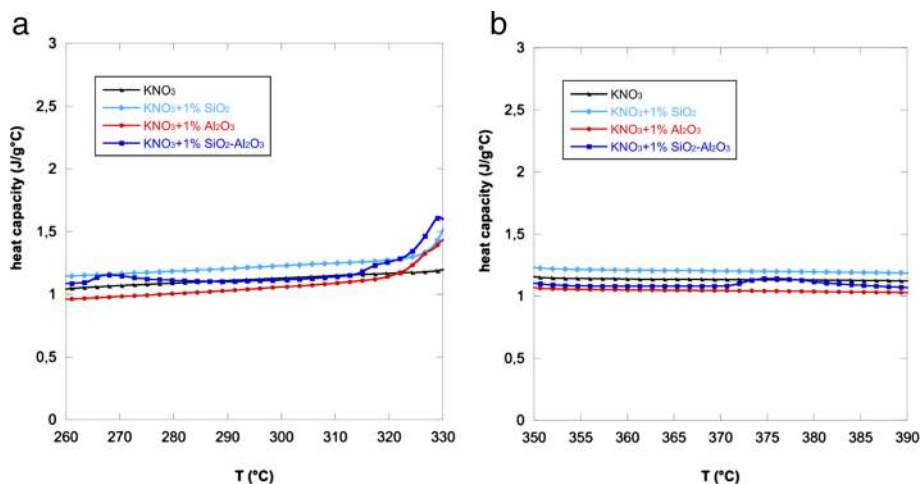 a
3
2,5
2
1,5
1
0,5
0
heat capacity (J/g°C)
KNO₃
KNO₃+1% SiO₂
KNO₃+1% Al₂O₃
KNO₃+1% SiO₂-Al₂O₃
260 270 280 290 300 310 320 330
T (°C)
b
3
2,5
2
1,5
1
0,5
0
heat capacity (J/g°C)
KNO₃
KNO₃+1% SiO₂
KNO₃+1% Al₂O₃
KNO₃+1% SiO₂-Al₂O₃
350 355 360 365 370 375 380 385 390
T (°C)